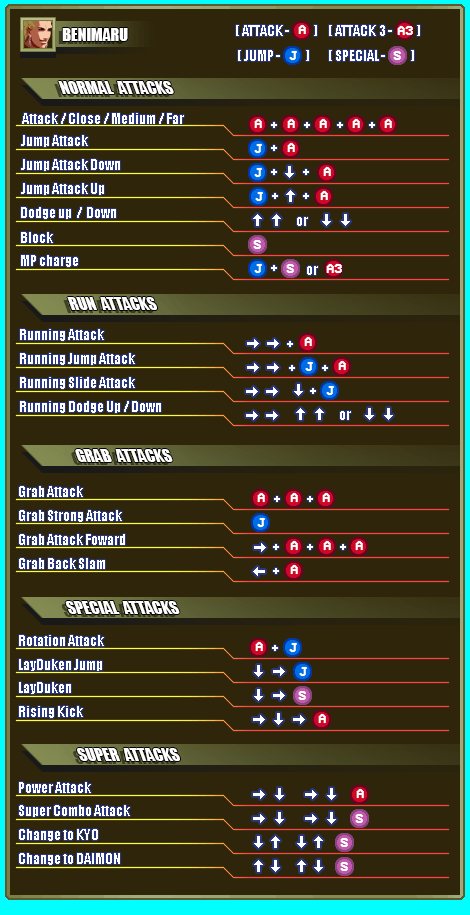 BENIMARU [ ATTACK - A ] [ ATTACK 3 - A3 ]
[ JUMP - J ] [ SPECIAL - S ]
NORMAL ATTACKS
Attack / Close / Medium / Far A + A + A + A + A
Jump Attack J + A
Jump Attack Down J + ↓ + A
Jump Attack Up J + ↑ + A
Dodge up / Down ↑ ↑ or ↓ ↓
Block S
MP charge J + S or A3
RUN ATTACKS
Running Attack → → + A
Running Jump Attack → → + J + A
Running Slide Attack → → ↓ + J
Running Dodge Up / Down → → ↑ ↑ or ↓ ↓
GRAB ATTACKS
Grab Attack A + A + A
Grab Strong Attack J
Grab Attack Foward → + A + A + A
Grab Back Slam ← + A
SPECIAL ATTACKS
Rotation Attack A + J
LayDuken Jump ↓ → J
LayDuken ↓ → S
Rising Kick → ↓ → A
SUPER ATTACKS
Power Attack → ↓ → ↓ A
Super Combo Attack → ↓ → ↓ S
Change to KYO ↓ ↑ ↓ ↑ S
Change to DAIMON ↑ ↓ ↑ ↓ S